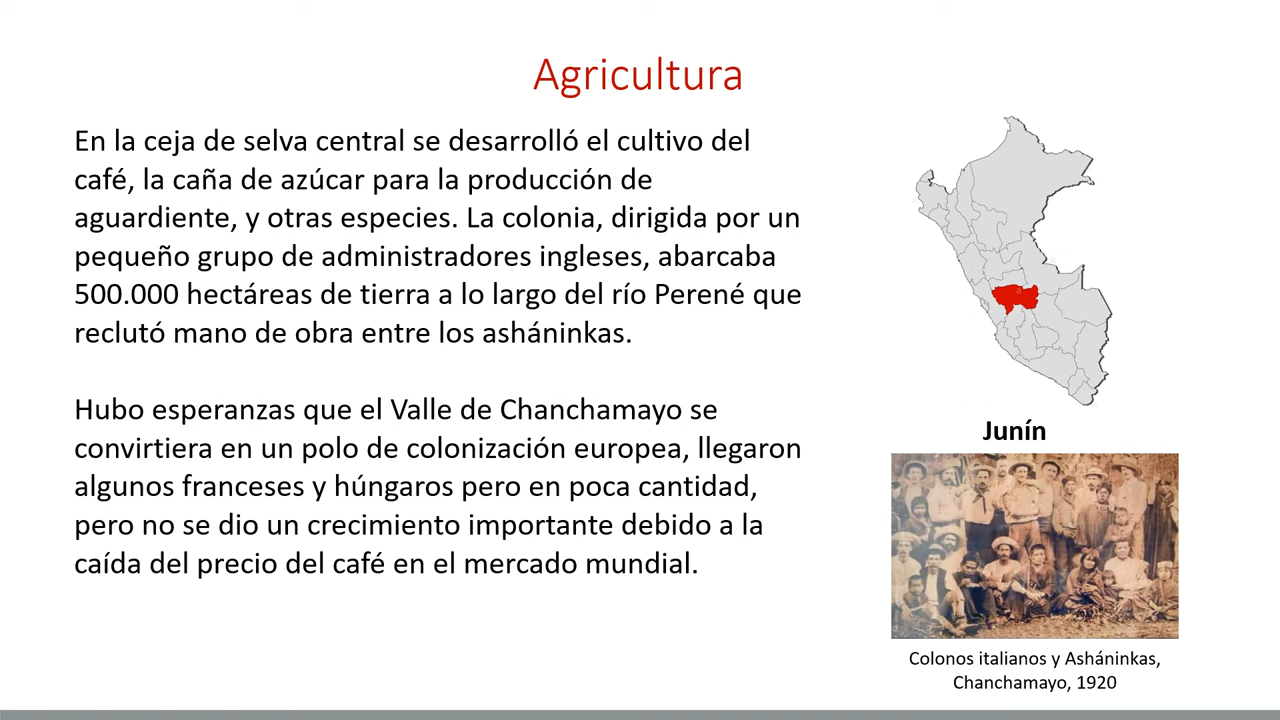 Agricultura
En la ceja de selva central se desarrolló el cultivo del
café, la caña de azúcar para la producción de
aguardiente, y otras especies. La colonia, dirigida por un
pequeño grupo de administradores ingleses, abarcaba
500.000 hectáreas de tierra a lo largo del río Perené que
reclutó mano de obra entre los asháninkas.
Hubo esperanzas que el Valle de Chanchamayo se
convirtiera en un polo de colonización europea, llegaron
algunos franceses y húngaros pero en poca cantidad,
pero no se dio un crecimiento importante debido a la
caída del precio del café en el mercado mundial.
Junín
Colonos italianos y Asháninkas,
Chanchamayo, 1920